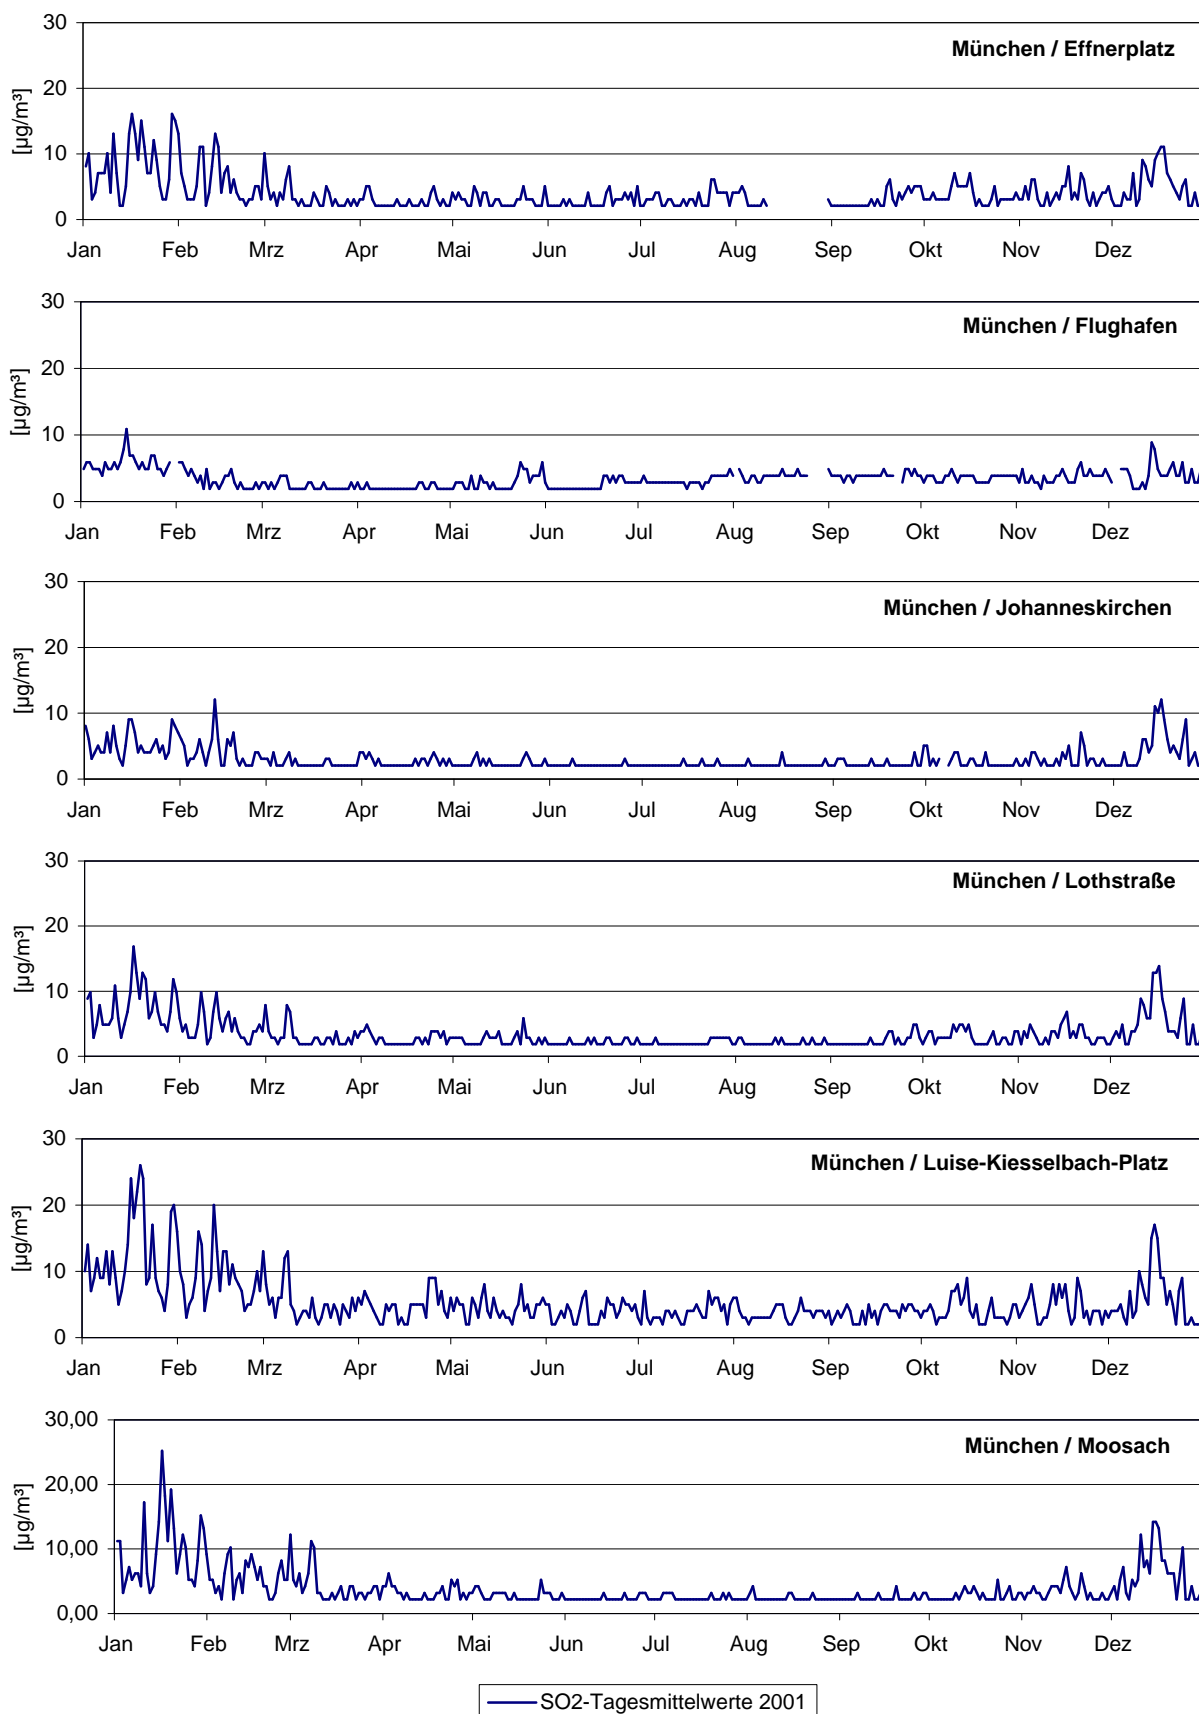 30
München / Effnerplatz
20
10
0
[µg/m³]
Jan Feb Mrz Apr Mai Jun Jul Aug Sep Okt Nov Dez
30
München / Flughafen
20
10
0
[µg/m³]
Jan Feb Mrz Apr Mai Jun Jul Aug Sep Okt Nov Dez
30
München / Johanneskirchen
20
10
0
[µg/m³]
Jan Feb Mrz Apr Mai Jun Jul Aug Sep Okt Nov Dez
30
München / Lothstraße
20
10
0
[µg/m³]
Jan Feb Mrz Apr Mai Jun Jul Aug Sep Okt Nov Dez
30
München / Luise-Kiesselbach-Platz
20
10
0
[µg/m³]
Jan Feb Mrz Apr Mai Jun Jul Aug Sep Okt Nov Dez
30,00
München / Moosach
20,00
10,00
0,00
[µg/m³]
Jan Feb Mrz Apr Mai Jun Jul Aug Sep Okt Nov Dez
SO2-Tagesmittelwerte 2001